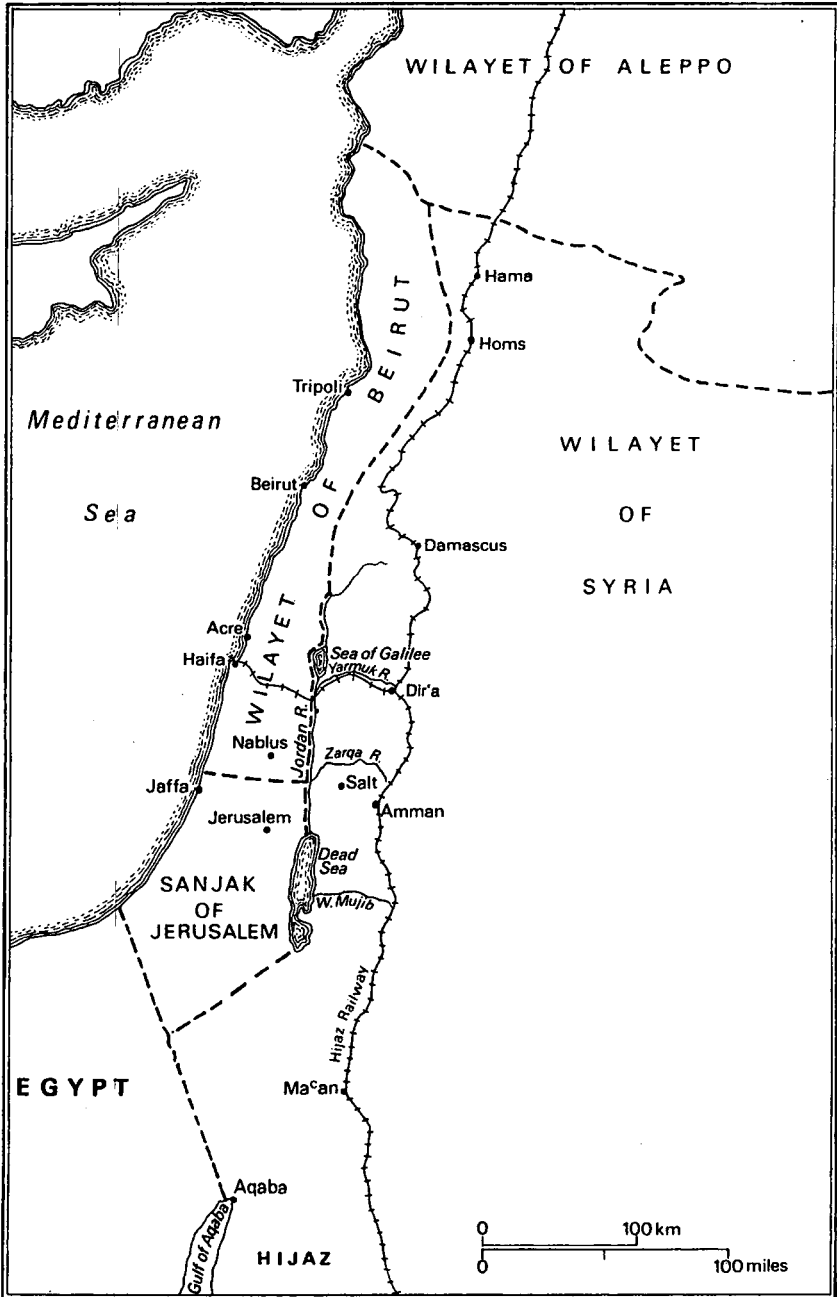 WILAYET OF ALEPPO
Hama
Homs
WILAYET OF BEIRUT
Tripoli
Mediterranean
Sea
WILAYET
OF
SYRIA
Beirut
Damascus
Acre
Haifa
Sea of Galilee
Yarmuk R.
Dir'a
Jordan R.
Nablus
Zarqa R.
Jaffa
Salt
Amman
Jerusalem
Dead
Sea
SANJAK
OF
JERUSALEM
W. Mujib
Hijaz Railway
EGYPT
Maᶜan
Aqaba
Gulf of Aqaba
HIJAZ
0 100 km
0 100 miles